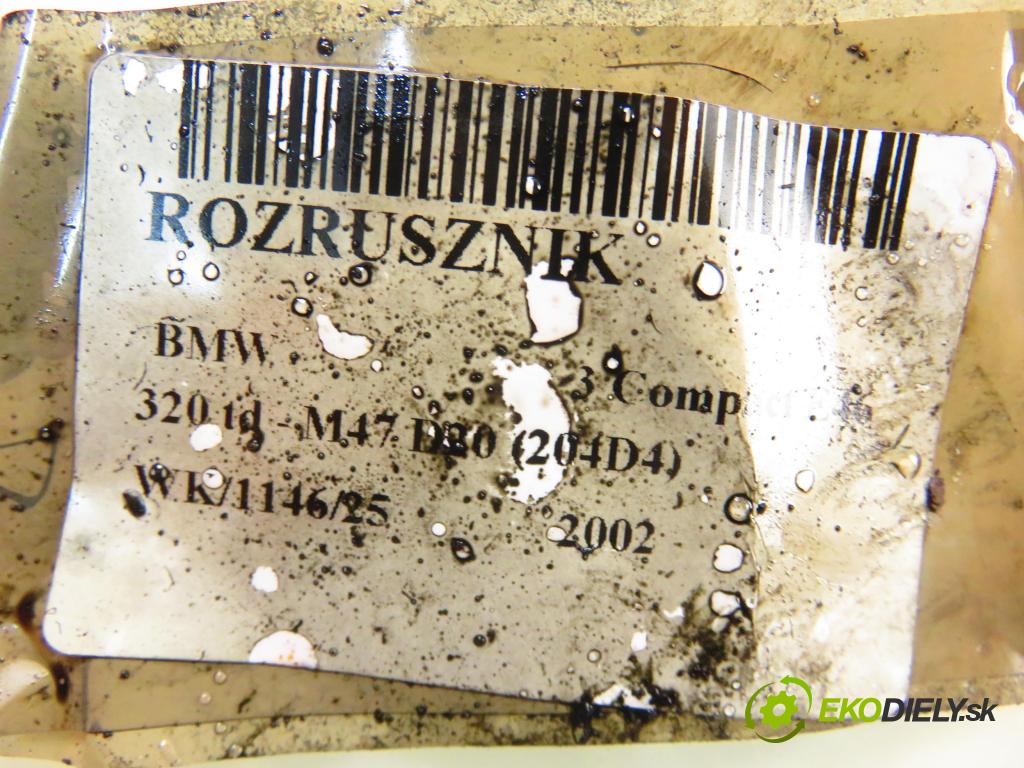 ROZRUSZNIK
BMW 3 Compact
320 td - M47 D20 (204D4)
WK/1146/25 2002
EKODIELY.sk